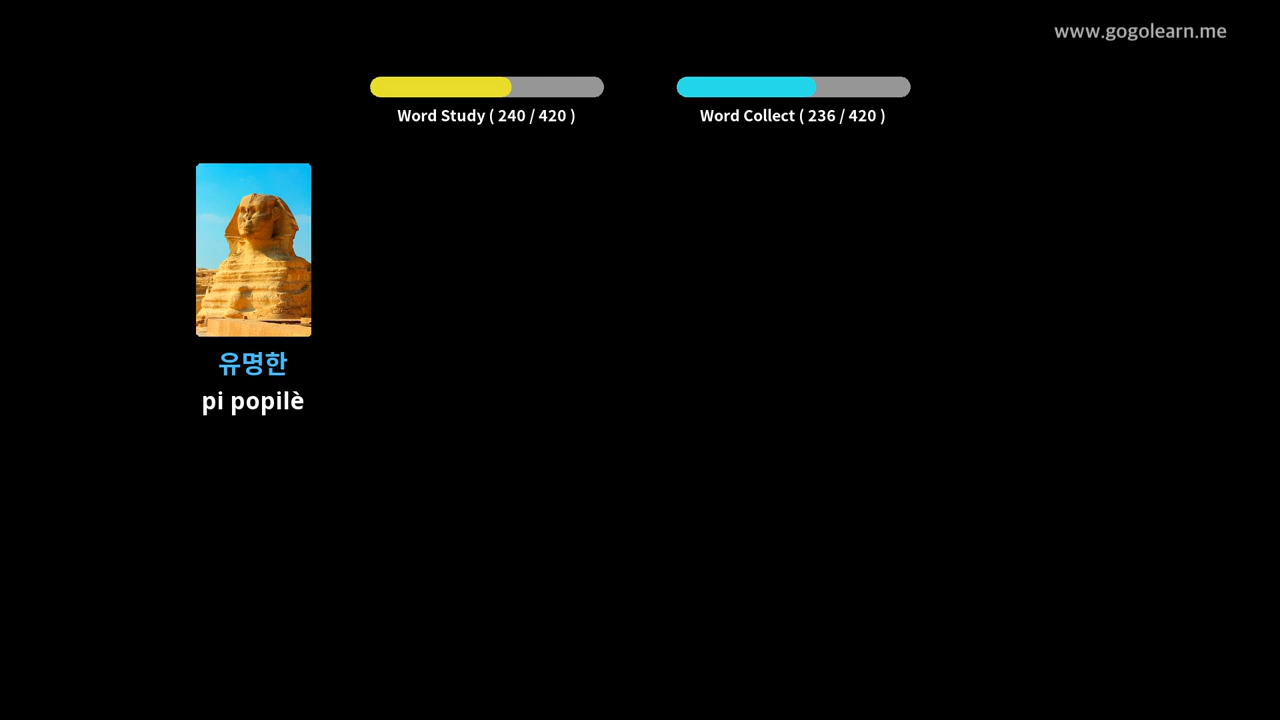 www.gogolearn.me
Word Study ( 240 / 420 )
Word Collect ( 236 / 420 )
유명한
pi popilè